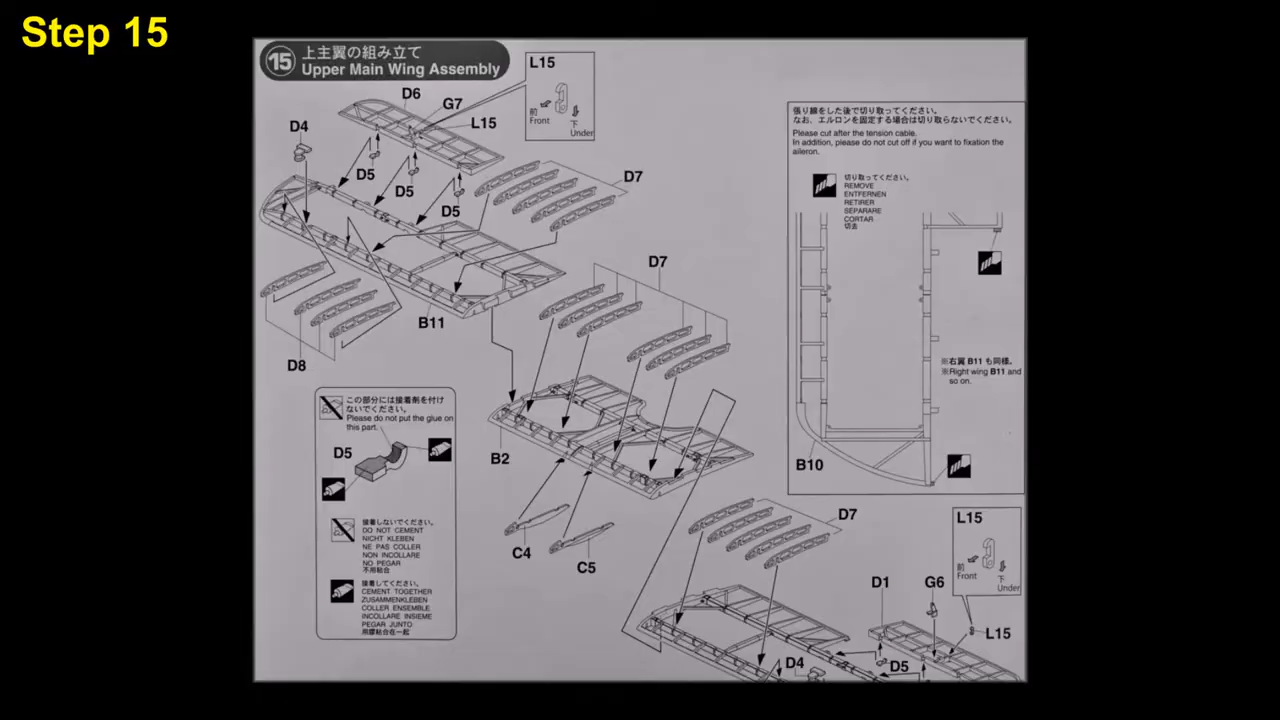 Step 15
15
上主翼の組み立て
Upper Main Wing Assembly
L15
前
Front
下
Under
D6
G7
L15
D4
D5
D5
D5
D7
D7
B11
D8
張り線をした後で切り取ってください。
なお、エルロンを固定する場合は切り取らないでください。
Please cut after the tension cable.
In addition, please do not cut off if you want to fixation the
aileron.
切り取ってください。
REMOVE
ENTFERNEN
RETIRER
SEPARARE
CORTAR
切去
※右翼 B11 も同様。
※Right wing B11 and
so on.
B10
この部分には接着剤を付け
ないでください。
Please do not put the glue on
this part.
D5
接着しないでください。
DO NOT CEMENT
NICHT KLEBEN
NE PAS COLLER
NON INCOLLARE
NO PEGAR
不用粘合
接着してください。
CEMENT TOGETHER
ZUSAMMENKLEBEN
COLLER ENSEMBLE
INCOLLARE INSIEME
PEGAR JUNTO
用膠粘合在一起
B2
C4
C5
D7
L15
前
Front
下
Under
D1
G6
L15
D4
D5